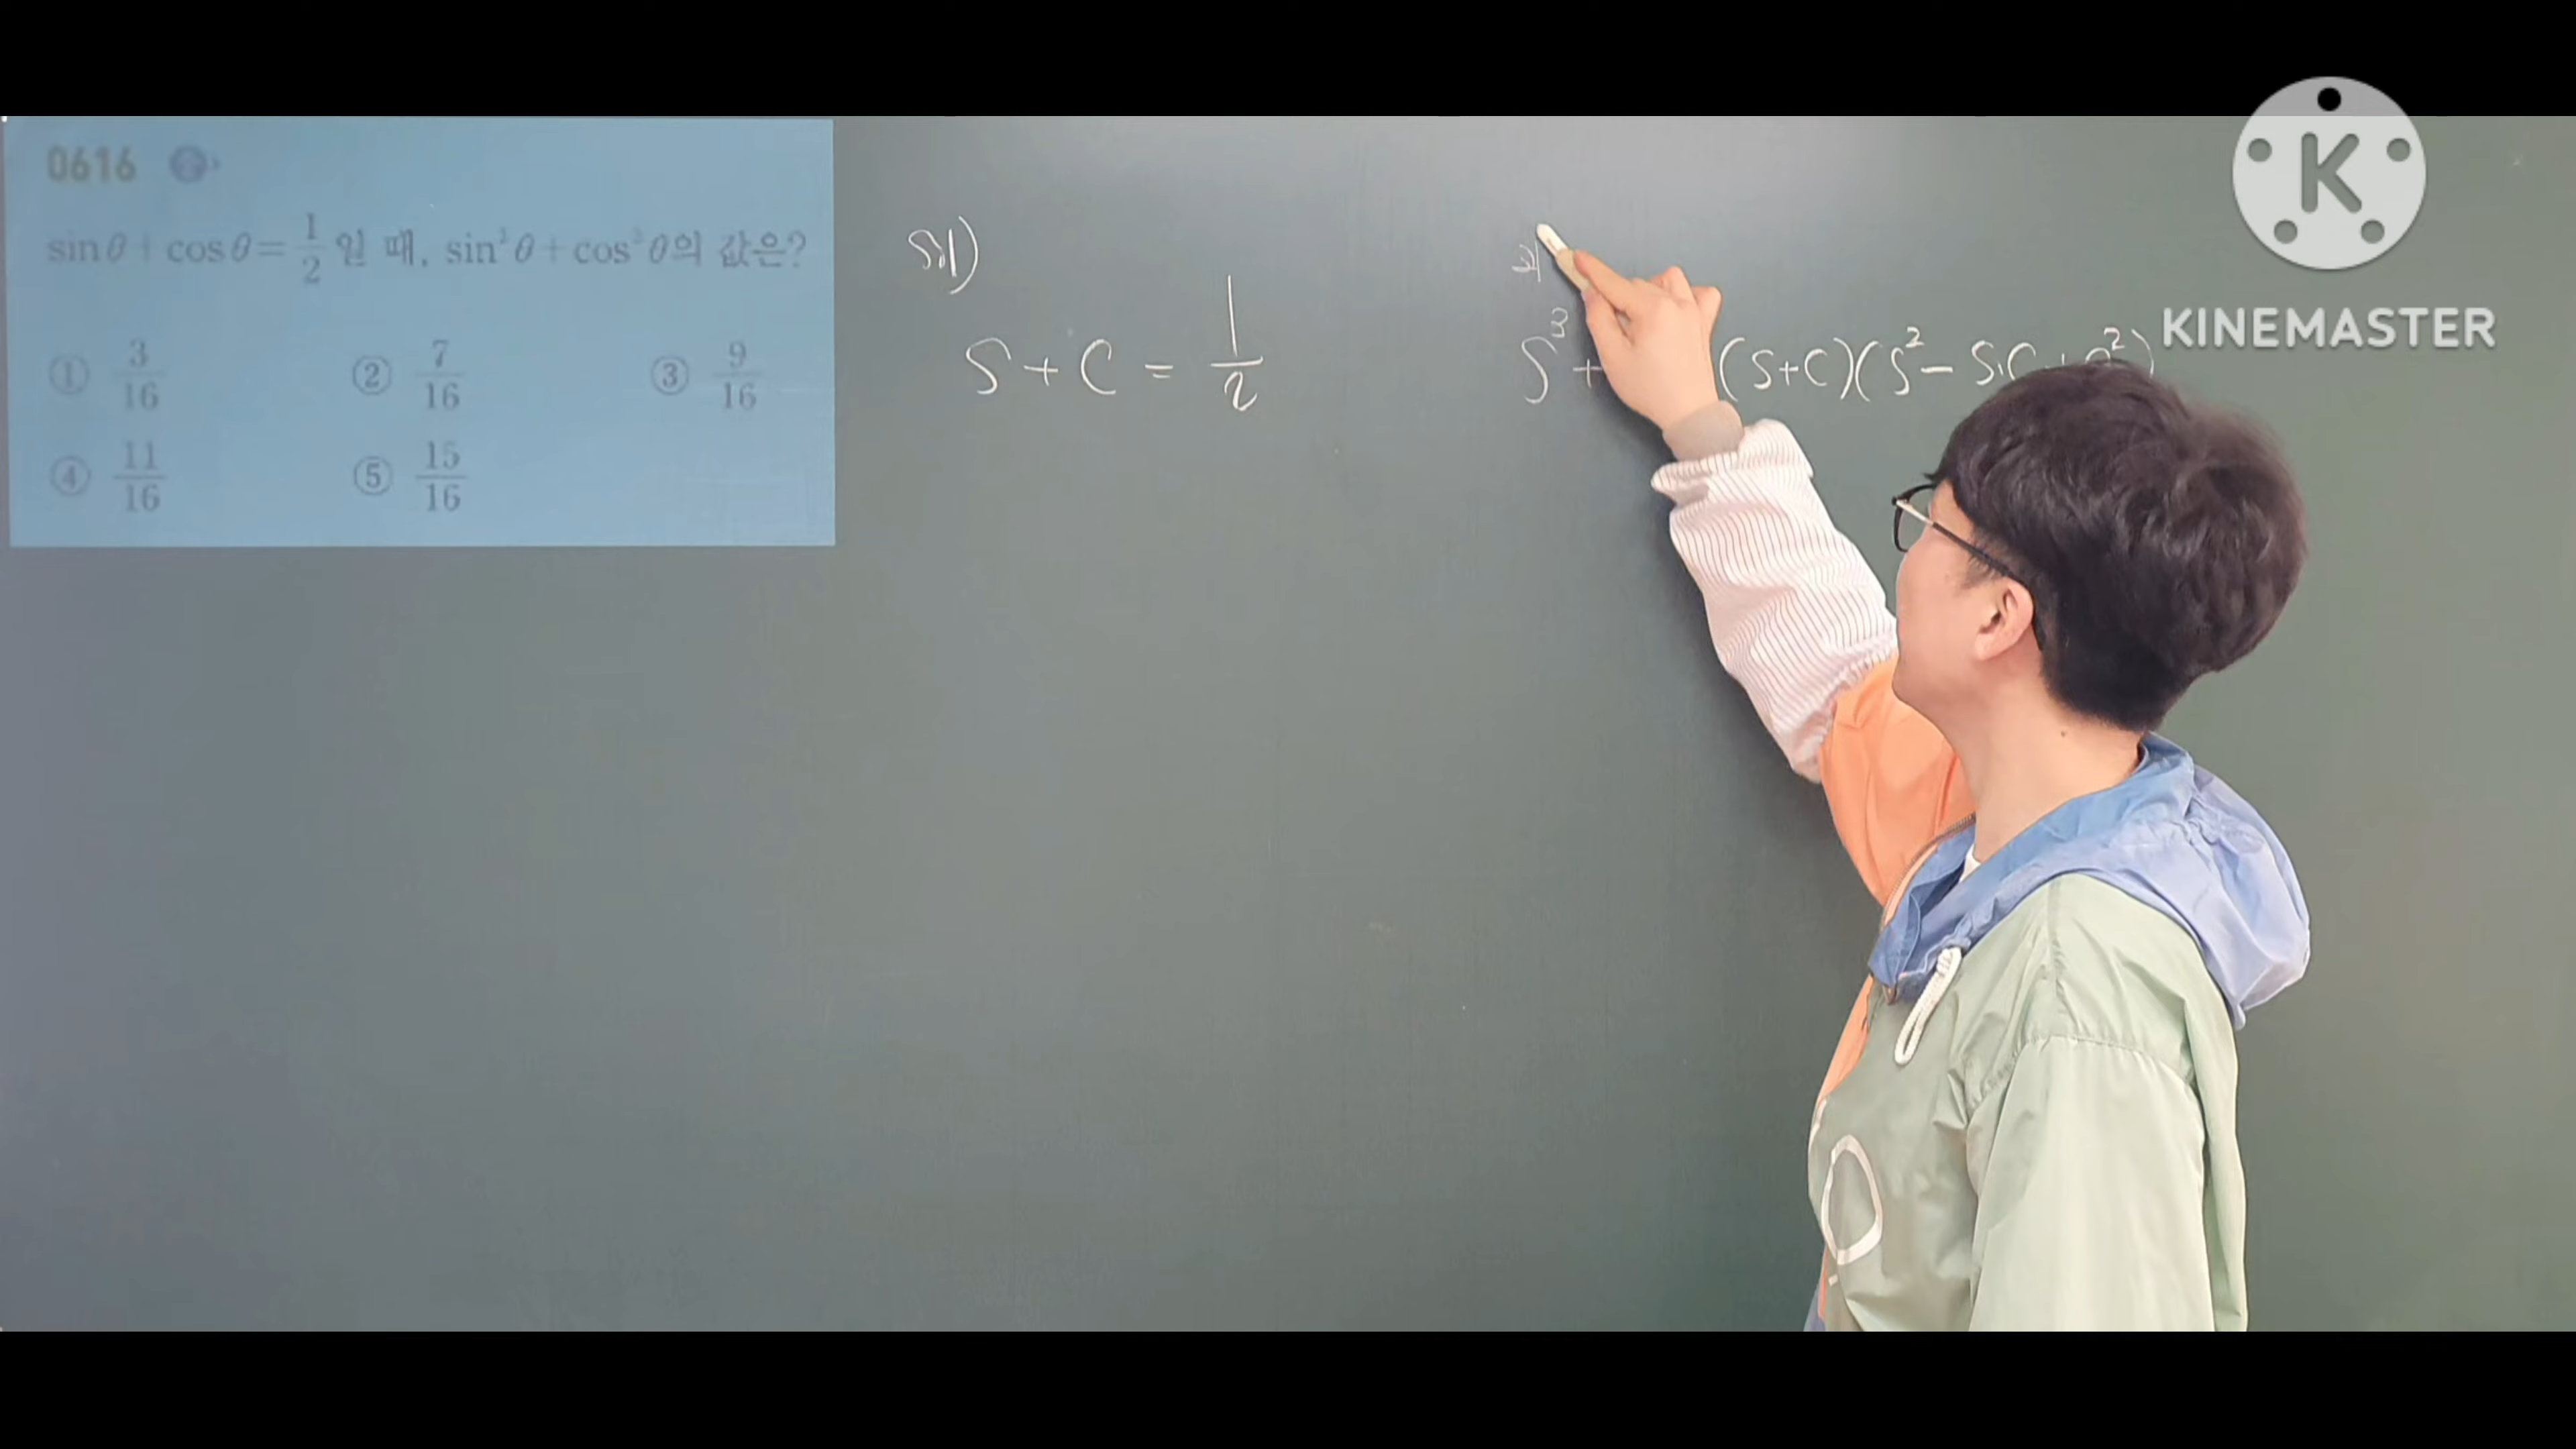 0616
sinθ + cosθ = 1/2 일 때, sin³θ + cos³θ의 값은?
① 3/16 ② 7/16 ③ 9/16
④ 11/16 ⑤ 15/16
sol)
S + C = 1/2
S³ + (S+C)(S² - S
KINEMASTER